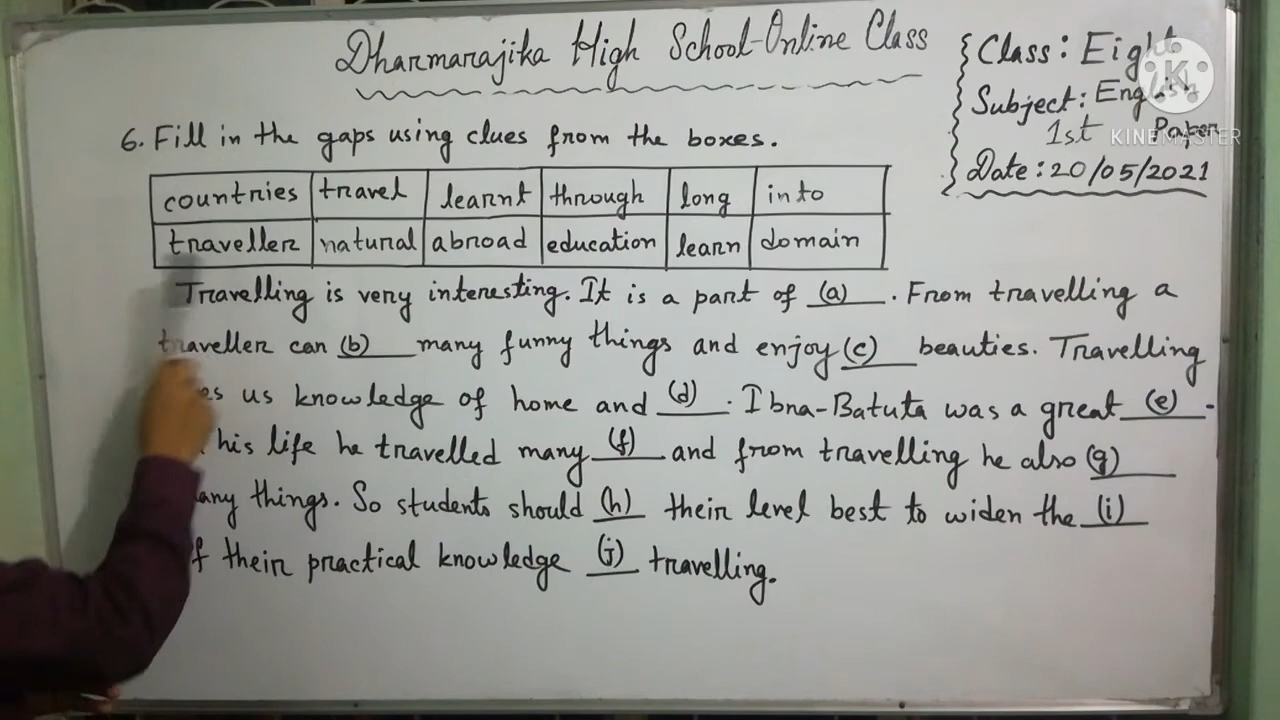 Dharmarajika High School-Online Class
Class: Eight
Subject: English
1st Paper
Date: 20/05/2021
KINEMASTER
6. Fill in the gaps using clues from the boxes.
countries travel learnt through long into
traveller natural abroad education learn domain
Travelling is very interesting. It is a part of (a). From travelling a
traveller can (b) many funny things and enjoy (c) beauties. Travelling
es us knowledge of home and (d). Ibna-Batuta was a great (e).
his life he travelled many (f) and from travelling he also (g)
any things. So students should (h) their level best to widen the (i)
f their practical knowledge (j) travelling.